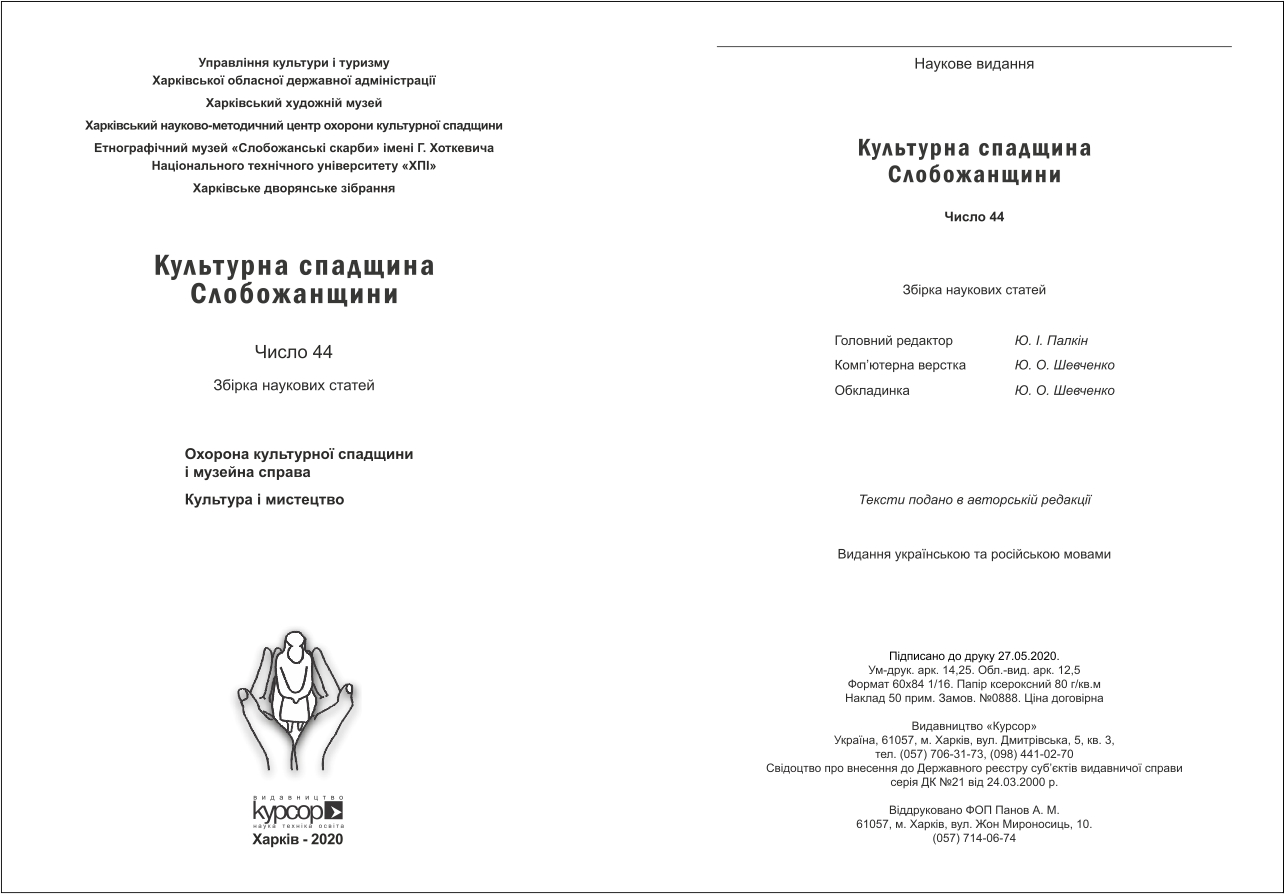 Управління культури і туризму
Харківської обласної державної адміністрації
Харківський художній музей
Харківський науково-методичний центр охорони культурної спадщини
Етнографічний музей «Слобожанські скарби» імені Г. Хоткевича
Національного технічного університету «ХПІ»
Харківське дворянське зібрання
Культурна спадщина
Слобожанщини
Число 44
Збірка наукових статей
Охорона культурної спадщини
і музейна справа
Культура і мистецтво
видавництво
курсор
наука техніка освіта
Харків - 2020
Наукове видання
Культурна спадщина
Слобожанщини
Число 44
Збірка наукових статей
Головний редактор Ю. І. Палкін
Комп’ютерна верстка Ю. О. Шевченко
Обкладинка Ю. О. Шевченко
Тексти подано в авторській редакції
Видання українською та російською мовами
Підписано до друку 27.05.2020.
Ум-друк. арк. 14,25. Обл.-вид. арк. 12,5
Формат 60х84 1/16. Папір ксероксний 80 г/кв.м
Наклад 50 прим. Замов. №0888. Ціна договірна
Видавництво «Курсор»
Україна, 61057, м. Харків, вул. Дмитрівська, 5, кв. 3,
тел. (057) 706-31-73, (098) 441-02-70
Свідоцтво про внесення до Державного реєстру суб’єктів видавничої справи
серія ДК №21 від 24.03.2000 р.
Віддруковано ФОП Панов А. М.
61057, м. Харків, вул. Жон Мироносиць, 10.
(057) 714-06-74